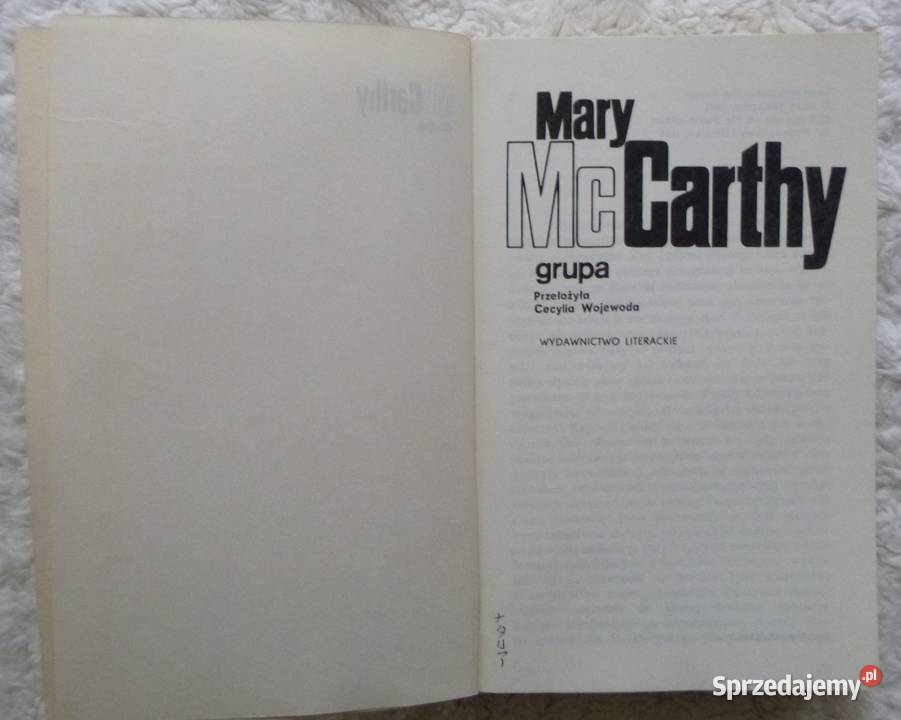 Mary
McCarthy
grupa
Przełożyła
Cecylia Wojewoda
WYDAWNICTWO LITERACKIE
Sprzedajemy.pl